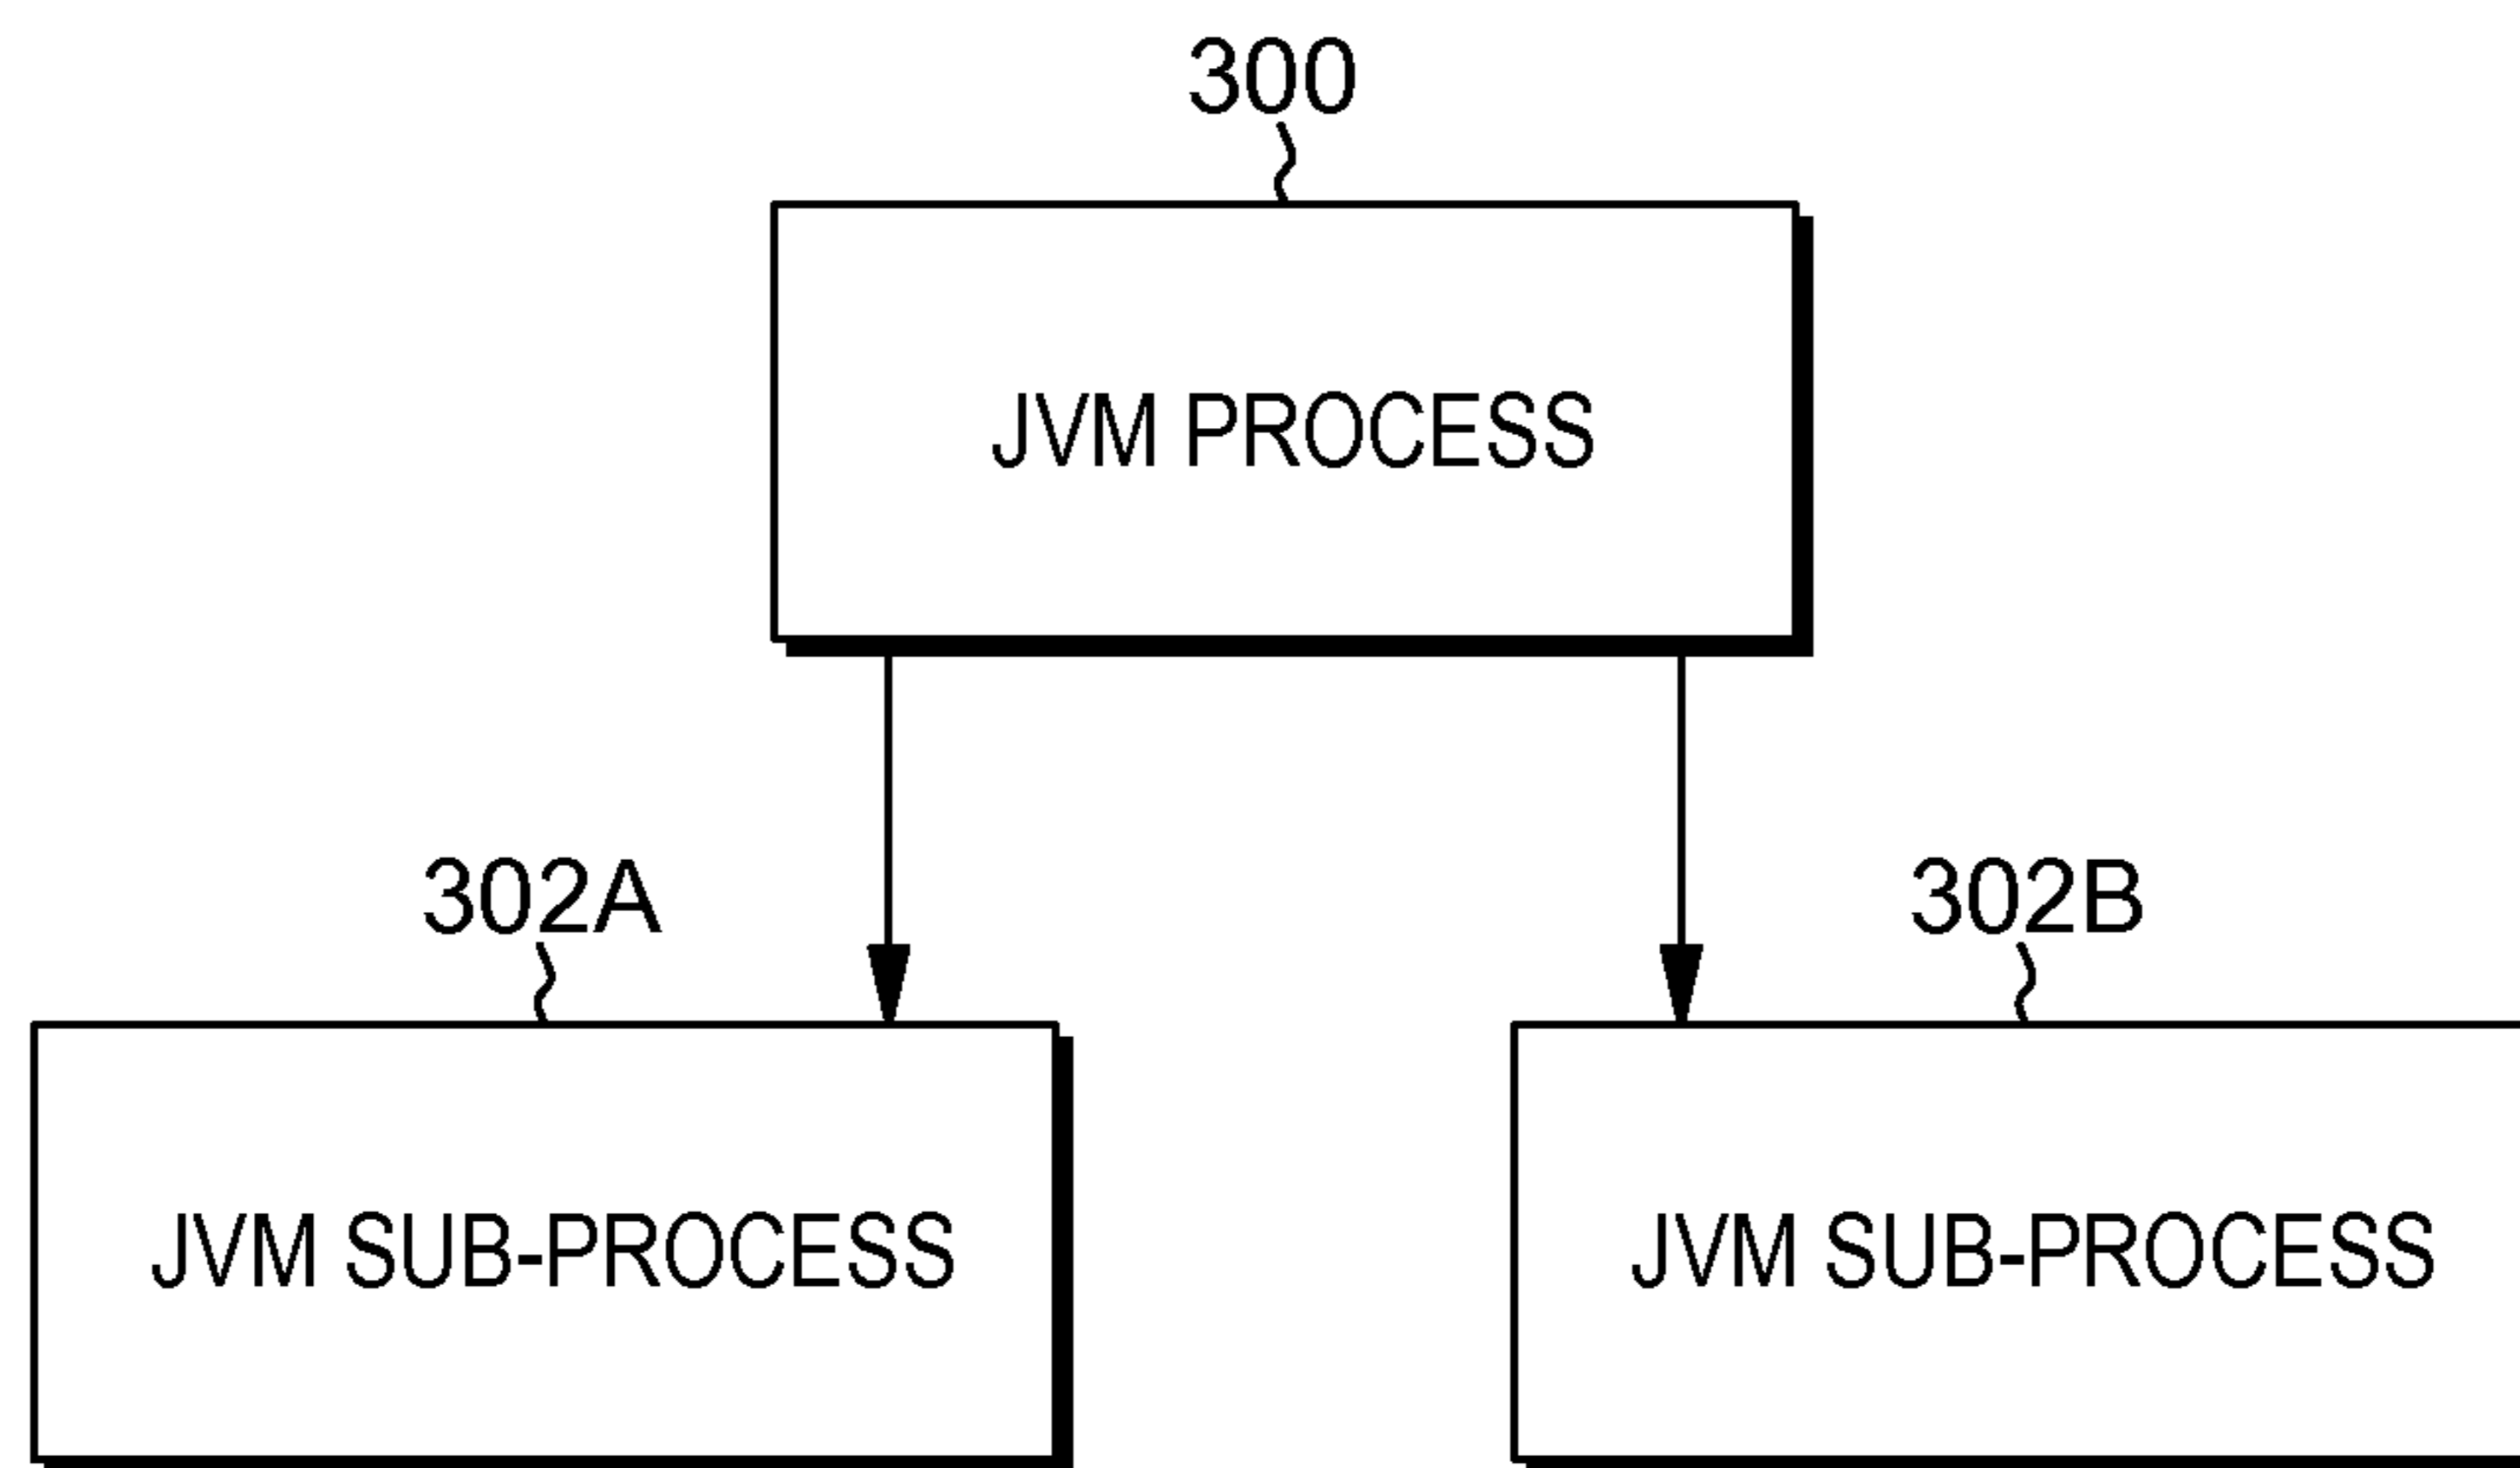 300
JVM PROCESS
302A
302B
JVM SUB-PROCESS
JVM SUB-PROCESS